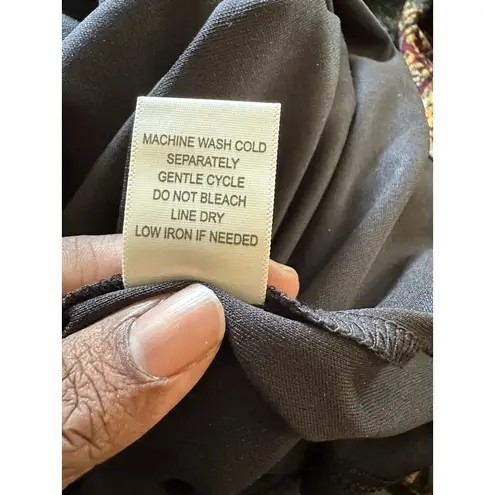 MACHINE WASH COLD
SEPARATELY
GENTLE CYCLE
DO NOT BLEACH
LINE DRY
LOW IRON IF NEEDED